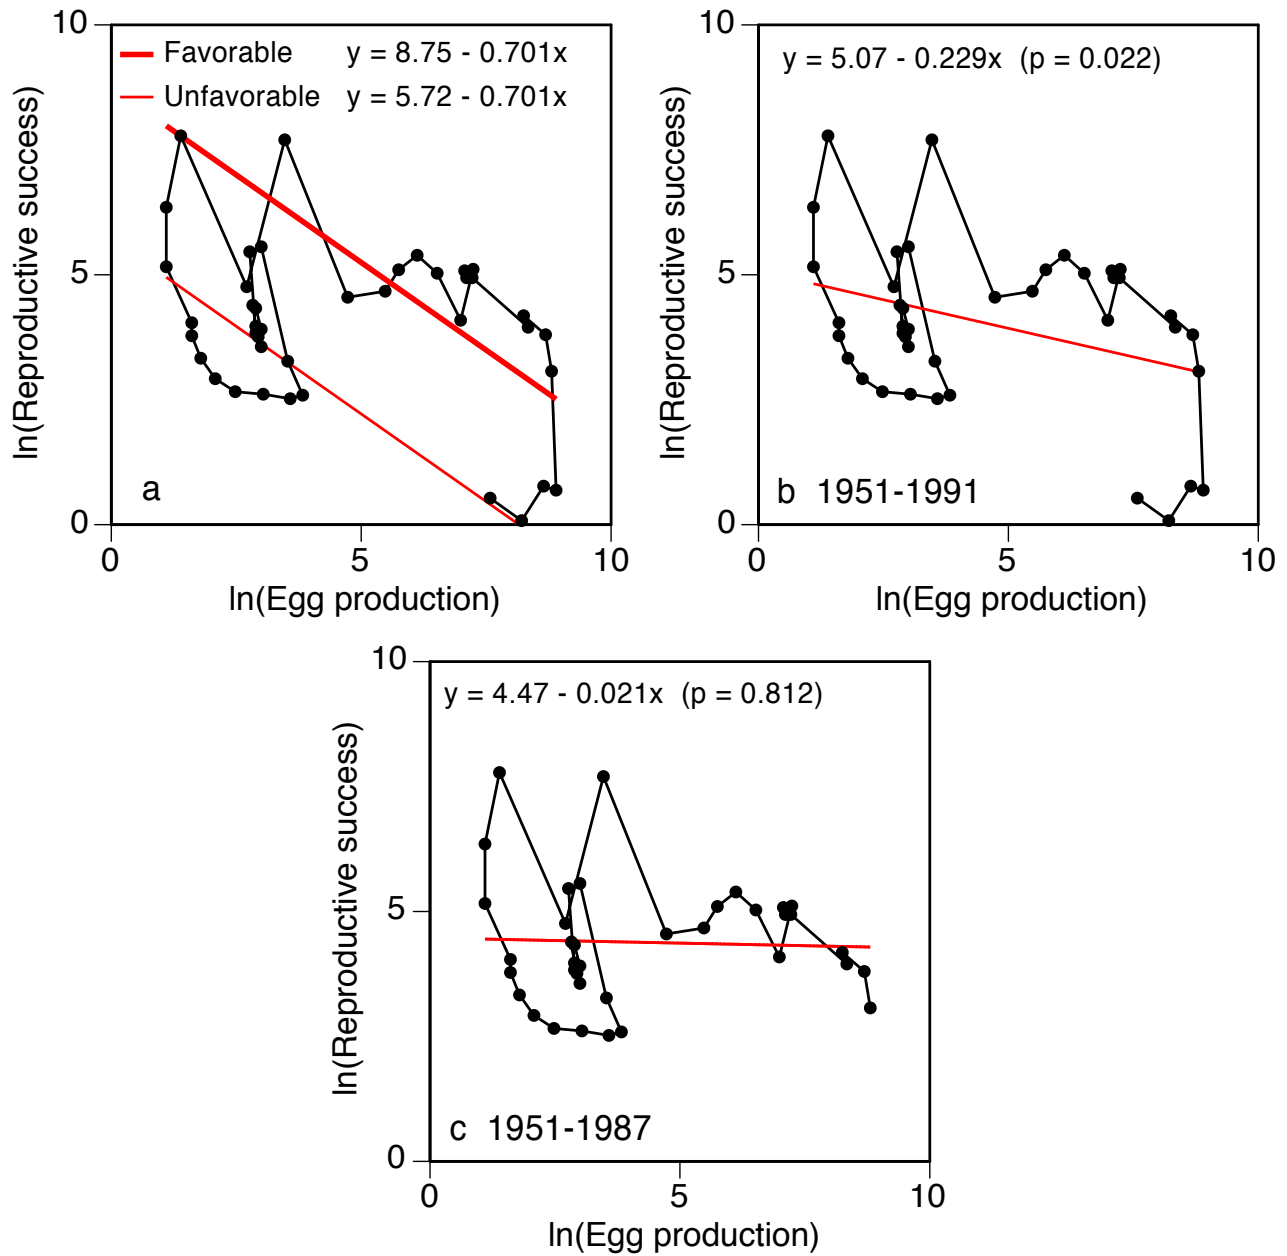 10
Favorable y = 8.75 - 0.701x
Unfavorable y = 5.72 - 0.701x
ln(Reproductive success)
5
a
0
0 5 10
ln(Egg production)
10
y = 5.07 - 0.229x (p = 0.022)
ln(Reproductive success)
5
b 1951-1991
0
0 5 10
ln(Egg production)
10
y = 4.47 - 0.021x (p = 0.812)
ln(Reproductive success)
5
c 1951-1987
0
0 5 10
ln(Egg production)